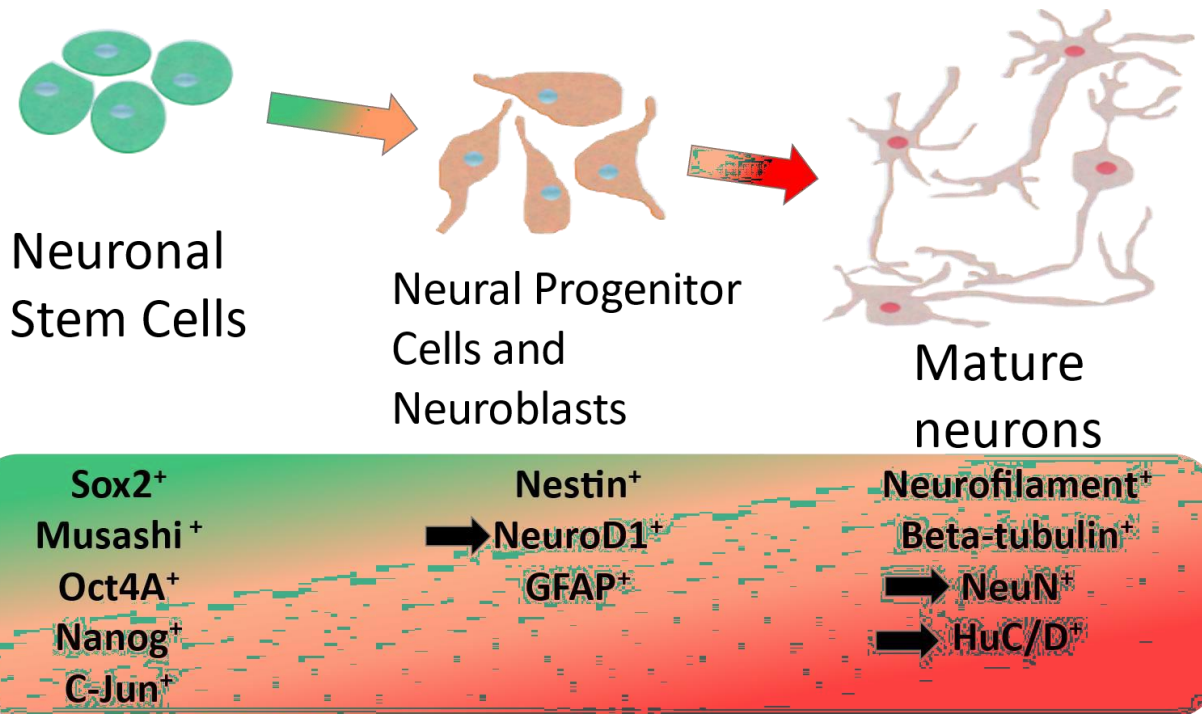 Neuronal
Stem Cells
Neural Progenitor
Cells and
Neuroblasts
Mature
neurons
Sox2⁺
Musashi ⁺
Oct4A⁺
Nanog⁺
C-Jun⁺
Nestin⁺
NeuroD1⁺
GFAP⁺
Neurofilament⁺
Beta-tubulin⁺
NeuN⁺
HuC/D⁺